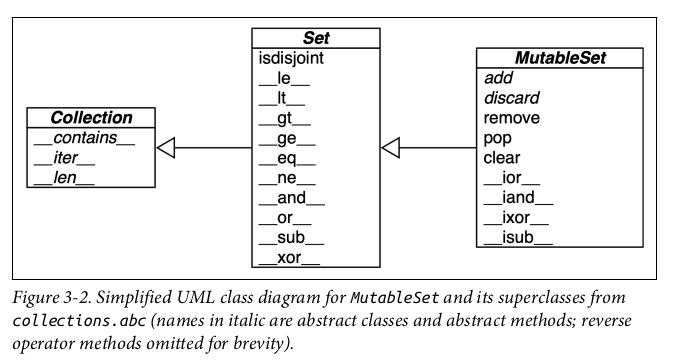 Collection
__contains__
__iter__
__len__
Set
isdisjoint
__le__
__lt__
__gt__
__ge__
__eq__
__ne__
__and__
__or__
__sub__
__xor__
MutableSet
add
discard
remove
pop
clear
__ior__
__iand__
__ixor__
__isub__
Figure 3-2. Simplified UML class diagram for MutableSet and its superclasses from
collections.abc (names in italic are abstract classes and abstract methods; reverse
operator methods omitted for brevity).